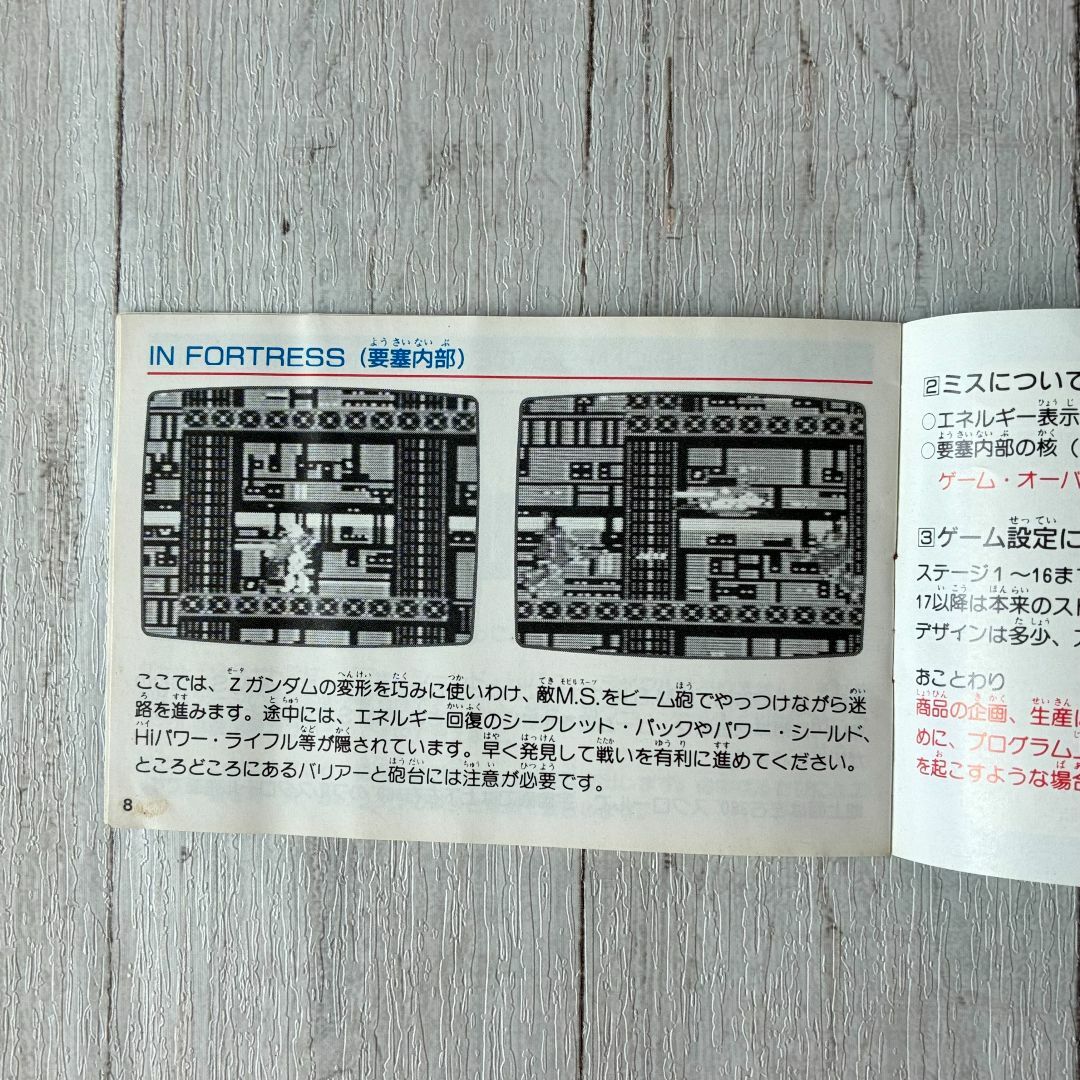 IN FORTRESS (要塞内部)
ここでは、Zガンダムの変形を巧みに使いわけ、敵M.S.をビーム砲でやっつけながら迷
路を進みます。途中には、エネルギー回復のシークレット・パックやパワー・シールド、
Hiパワー・ライフル等が隠されています。早く発見して戦いを有利に進めてください。
ところどころにあるバリアーと砲台には注意が必要です。
8
2ミスについて
○エネルギー表示
○要塞内部の核(
ゲーム・オーバ
3ゲーム設定に
ステージ1〜16ま
17以降は本来のス
デザインは多少、
おことわり
商品の企画、生産
めに、プログラム
を起こすような場合